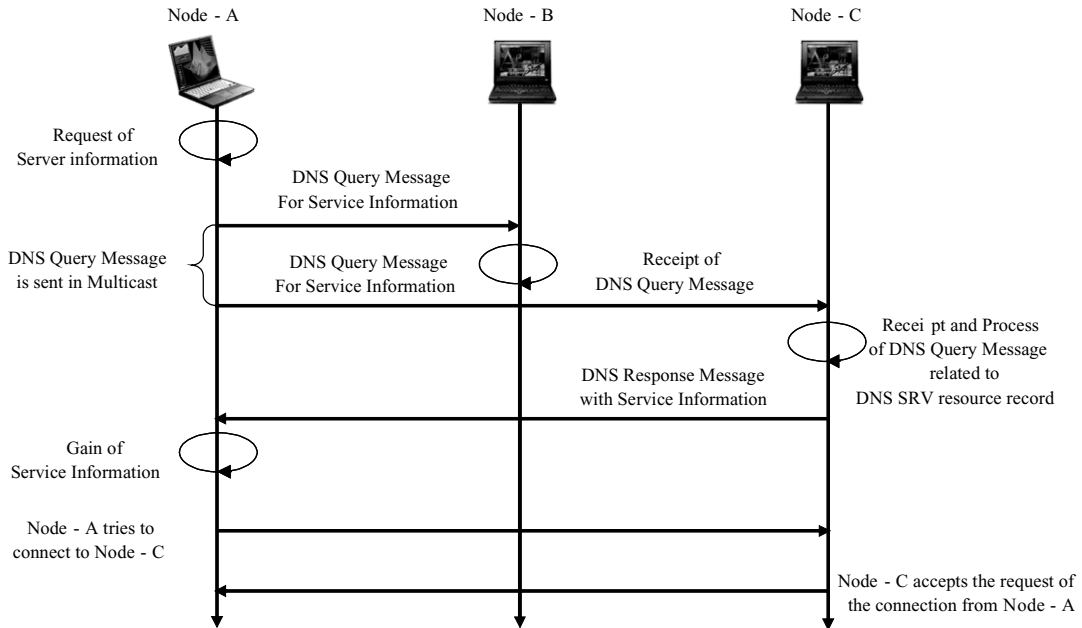 Node - A
Node - B
Node - C
Request of
Server information
DNS Query Message
For Service Information
DNS Query Message
is sent in Multicast
DNS Query Message
For Service Information
Receipt of
DNS Query Message
Recei pt and Process
of DNS Query Message
related to
DNS SRV resource record
DNS Response Message
with Service Information
Gain of
Service Information
Node - A tries to
connect to Node - C
Node - C accepts the request of
the connection from Node - A